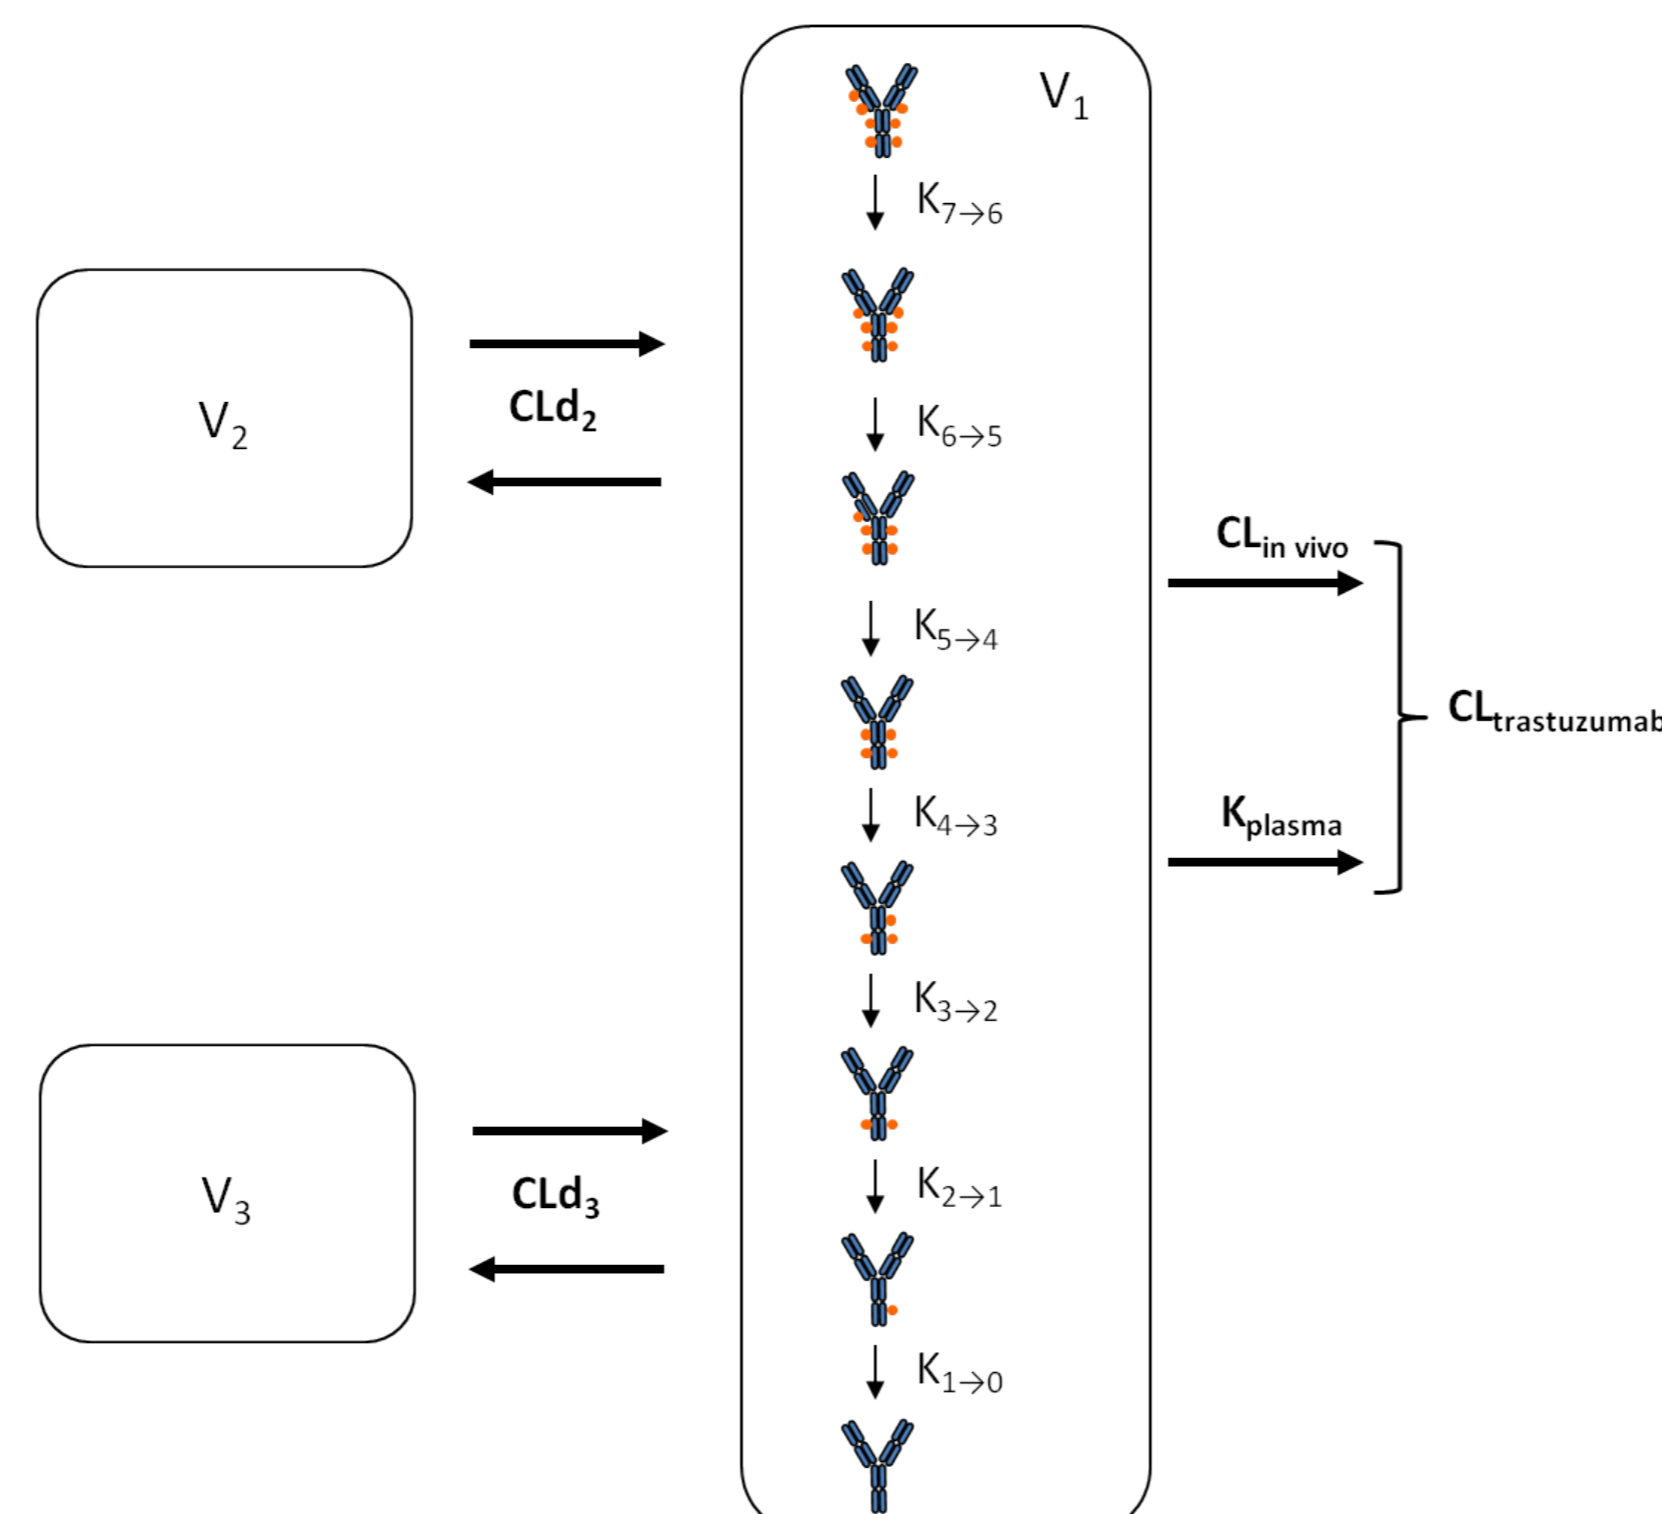 V₁
K₇→₆
V₂
CLd₂
K₆→₅
CLin vivo
K₅→₄
CLtrastuzumab
K₄→₃
Kplasma
K₃→₂
V₃
CLd₃
K₂→₁
K₁→₀